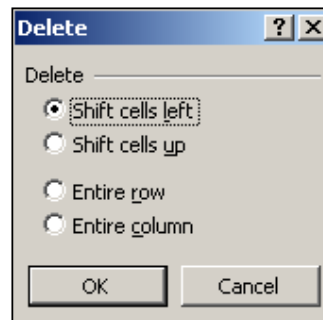 Delete
Delete
Shift cells left
Shift cells up
Entire row
Entire column
OK Cancel